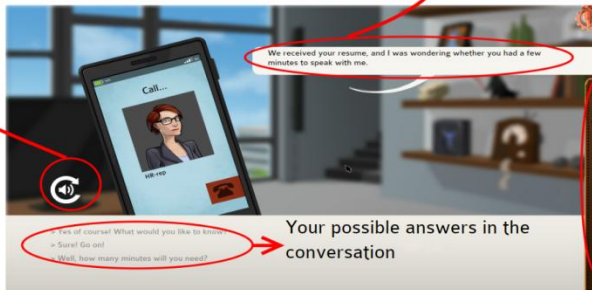 We received your resume, and I was wondering whether you had a few
minutes to speak with me.
Call...
HR-rep
> Yes of course! What would you like to know?
> Sure! Go on!
> Well, how many minutes will you need?
Your possible answers in the
conversation